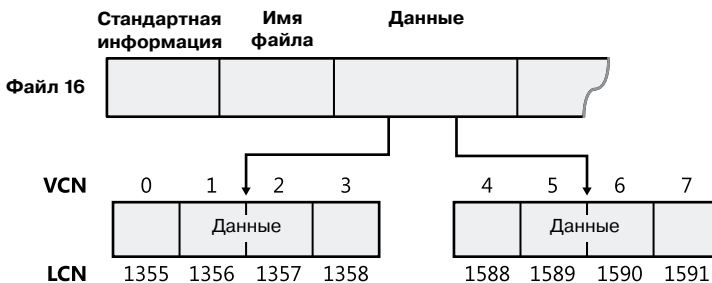 Стандартная информация
Имя файла
Данные
Файл 16
VCN 0 1 2 3 4 5 6 7
Данные Данные
LCN 1355 1356 1357 1358 1588 1589 1590 1591